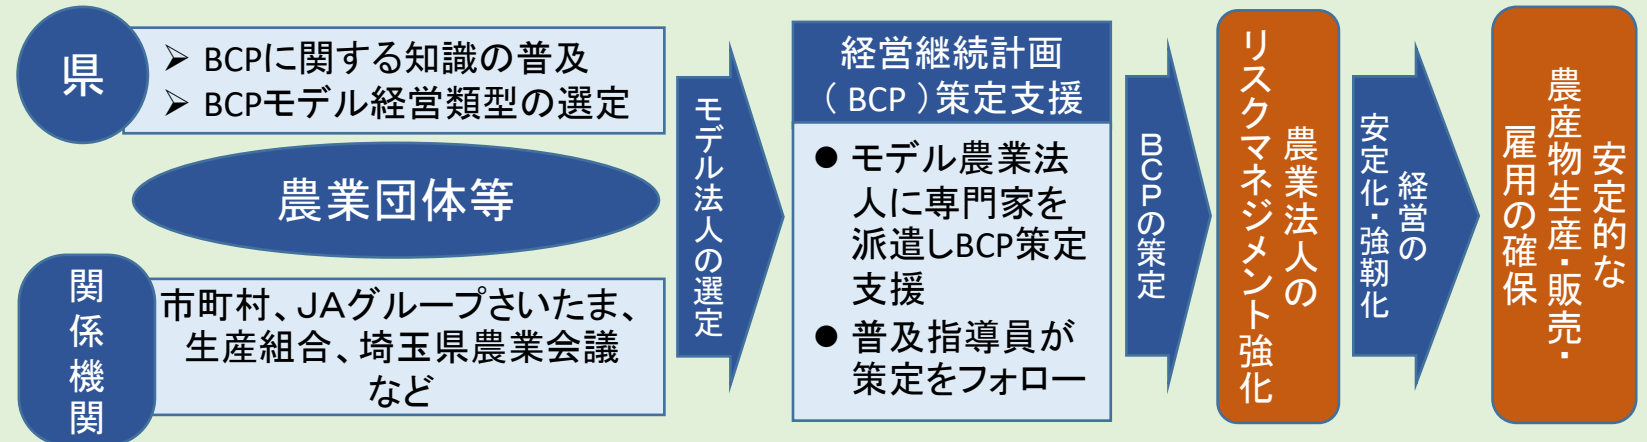 県
➢ BCPに関する知識の普及
➢ BCPモデル経営類型の選定
農業団体等
関係機関
市町村、JAグループさいたま、
生産組合、埼玉県農業会議
など
モデル法人の選定
経営継続計画
（BCP）策定支援
● モデル農業法
人に専門家を
派遣しBCP策定
支援
● 普及指導員が
策定をフォロー
BCPの策定
農業法人の
リスクマネジメント強化
経営の
安定化・強靭化
安定的な
農産物生産・販売・
雇用の確保